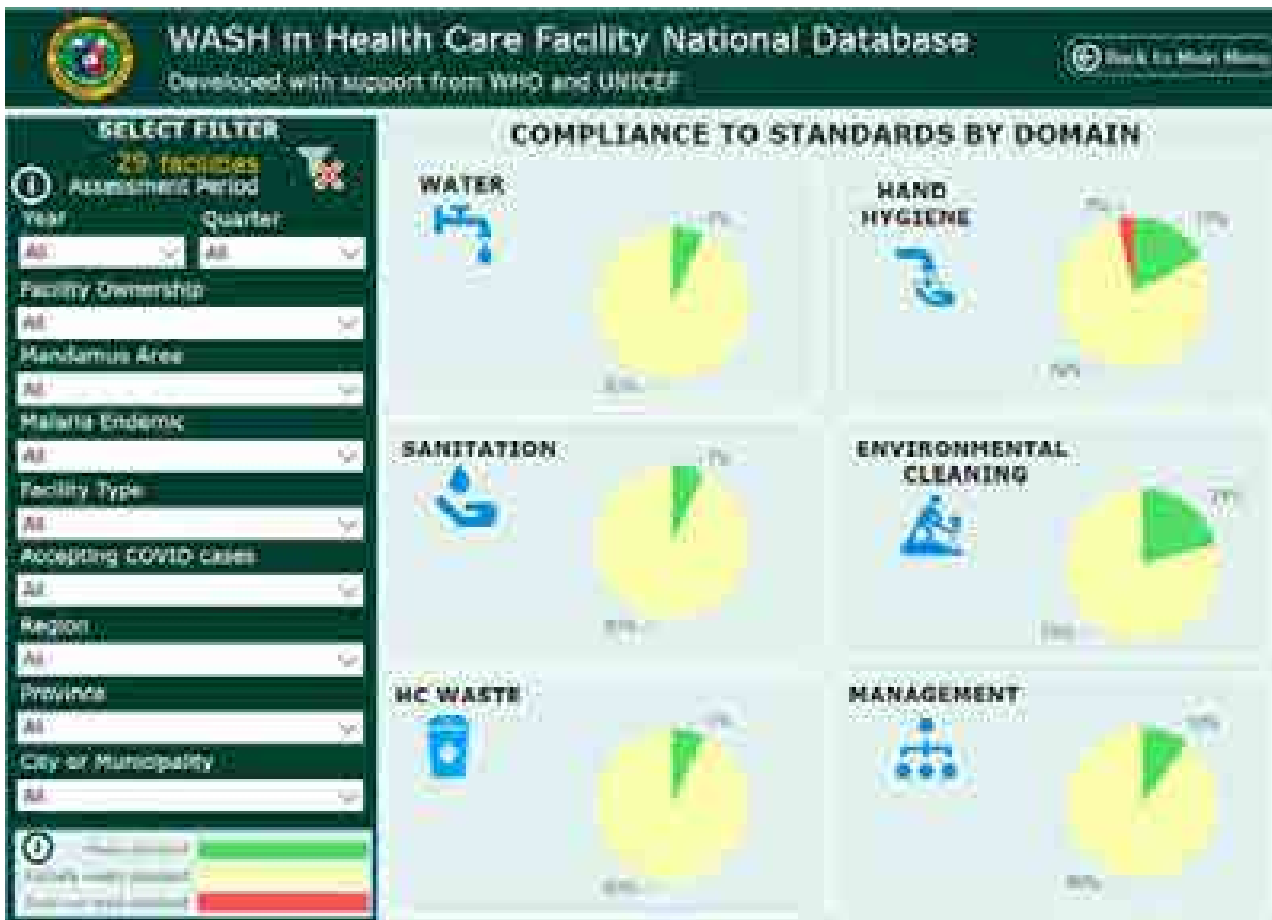 WASH in Health Care Facility National Database
Developed with support from WHO and UNICEF
Back to Main Menu
SELECT FILTER
29 facilities
Assessment Period
Year
Quarter
All
All
Facility Ownership
All
Mandamus Area
All
Malaria Endemic
All
Facility Type
All
Accepting COVID cases
All
Region
All
Province
All
City or Municipality
All
COMPLIANCE TO STANDARDS BY DOMAIN
WATER
HAND
HYGIENE
SANITATION
7%
ENVIRONMENTAL
CLEANING
HC WASTE
MANAGEMENT
10%
90%